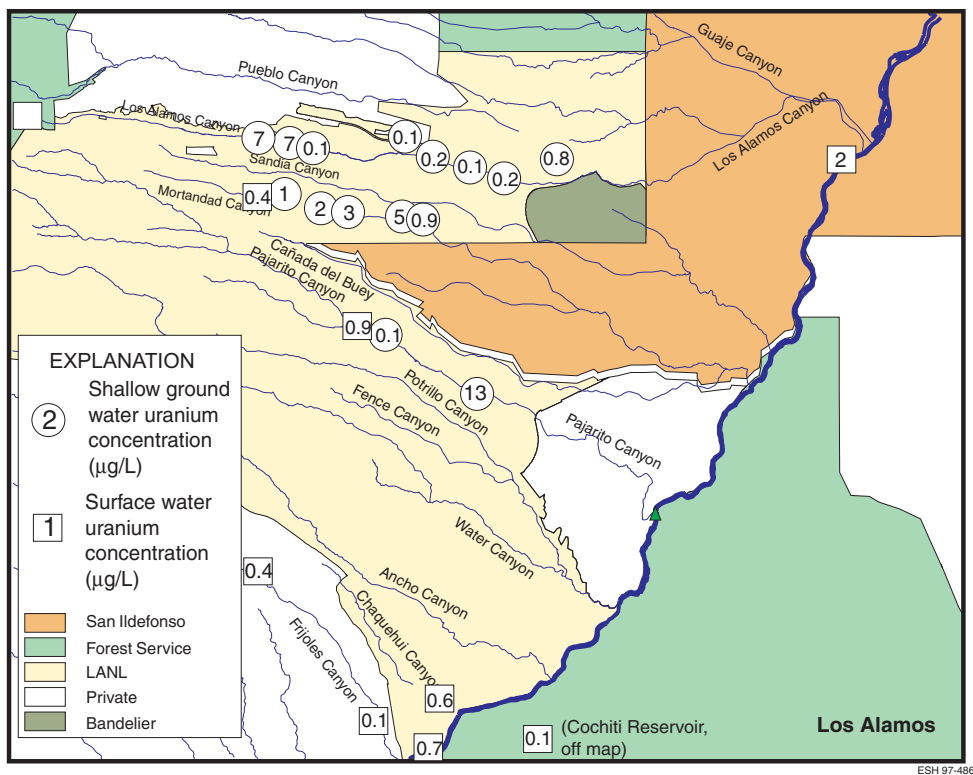 Guaje Canyon
Pueblo Canyon
Los Alamos Canyon
Los Alamos Canyon
7
7
0.1
0.1
0.2
0.1
0.2
0.8
2
Sandia Canyon
Mortandad Canyon
0.4
1
2
3
5
0.9
Cañada del Buey
Pajarito Canyon
0.9
0.1
13
Potrillo Canyon
Fence Canyon
Pajarito Canyon
Water Canyon
Ancho Canyon
Chaquehui Canyon
Frijoles Canyon
0.4
0.1
0.6
0.7
EXPLANATION
2
Shallow ground
water uranium
concentration
(µg/L)
1
Surface water
uranium
concentration
(µg/L)
San Ildefonso
Forest Service
LANL
Private
Bandelier
0.1
(Cochiti Reservoir,
off map)
Los Alamos
ESH 97-486